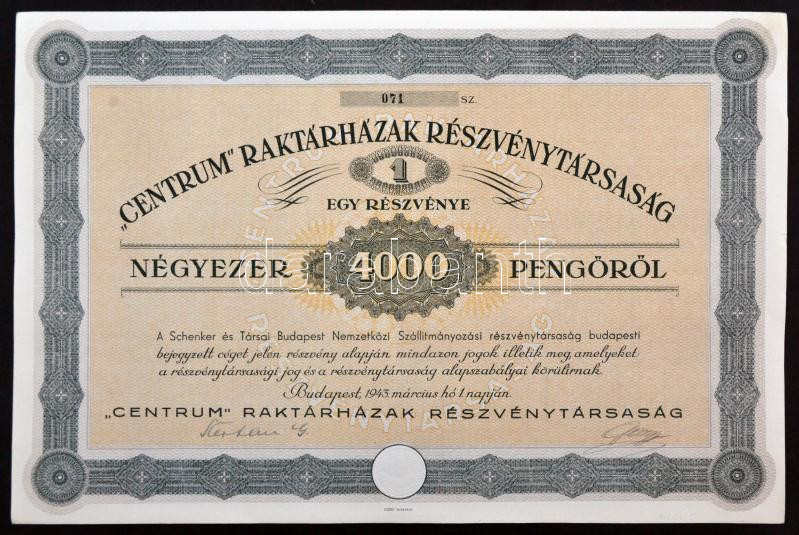 071 SZ.
„CENTRUM" RAKTÁRHÁZAK RÉSZVÉNYTÁRSASÁG
1
EGY RÉSZVÉNYE
NÉGYEZER 4000 PENGŐRŐL
A Schenker és Társai Budapest Nemzetközi Szállítmányozási részvénytársaság budapesti
bejegyzett céget jelen részvény alapján mindazon jogok illetik meg, amelyeket
a részvénytársasági jog és a részvénytársaság alapszabályai körülirnak.
Budapest, 1943. március hó 1. napján.
„CENTRUM" RAKTÁRHÁZAK RÉSZVÉNYTÁRSASÁG